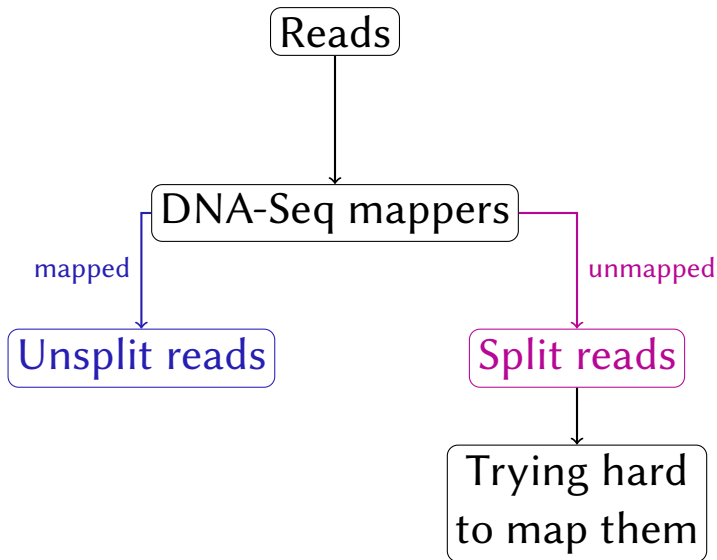 Reads
DNA-Seq mappers
mapped
unmapped
Unsplit reads
Split reads
Trying hard
to map them